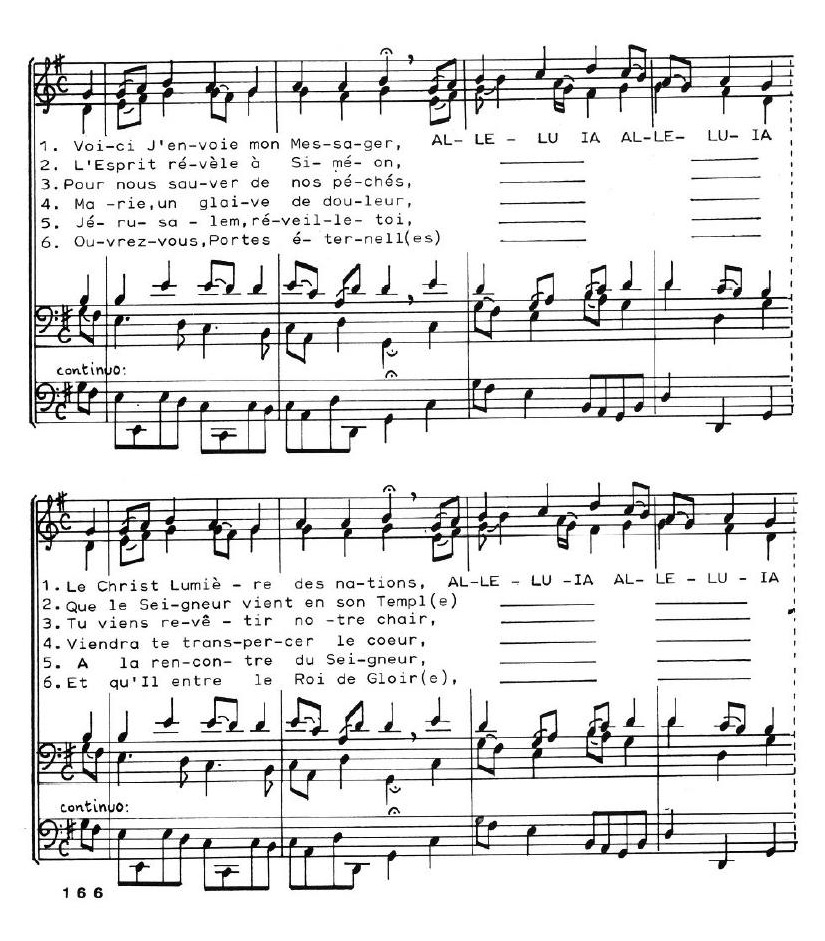 1. Voi-ci J'en-voie mon Mes-sa-ger, AL-LE - LU IA AL-LE- LU- IA
2. L'Esprit ré-vèle à Si- mé- on,
3. Pour nous sau-ver de nos pé-chés,
4. Ma -rie,un glai-ve de dou-leur,
5. Jé- ru- sa - lem,ré-veil-le- toi,
6. Ou-vrez-vous,Portes é- ter-nell(es)
continuo:
1. Le Christ Lumiè - re des na-tions, AL-LE - LU -IA AL- LE - LU - IA
2. Que le Sei-gneur vient en son Templ(e)
3. Tu viens re-vê - tir no -tre chair,
4. Viendra te trans-per-cer le coeur,
5. A la ren-con- tre du Sei-gneur,
6. Et qu'Il entre le Roi de Gloir(e),
continuo:
166